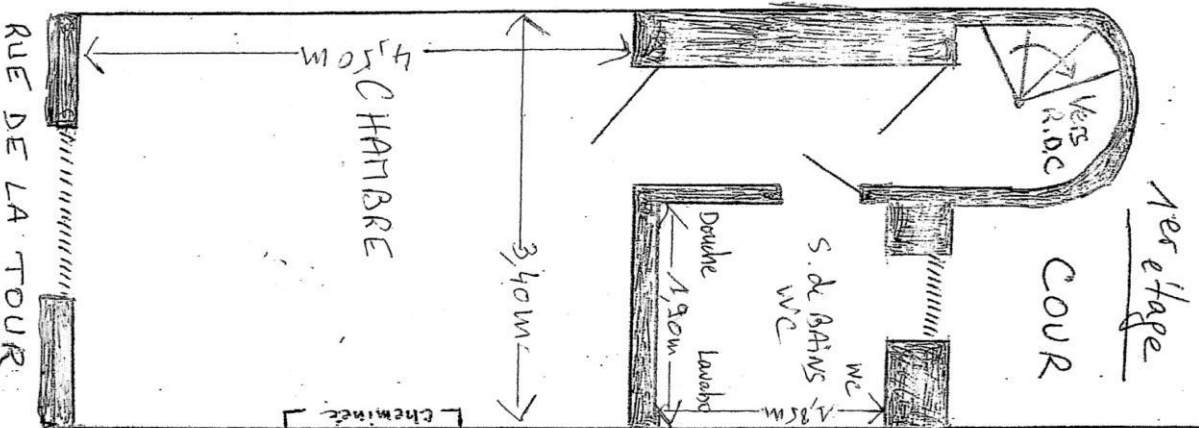 1er étage
COUR
Vers
R.D.C
S. de BAINS
WC
WC
1,85m
Douche
Lavabo
1,90m
3,40m
CHAMBRE
4,50m
Cheminée
RUE DE LA TOUR